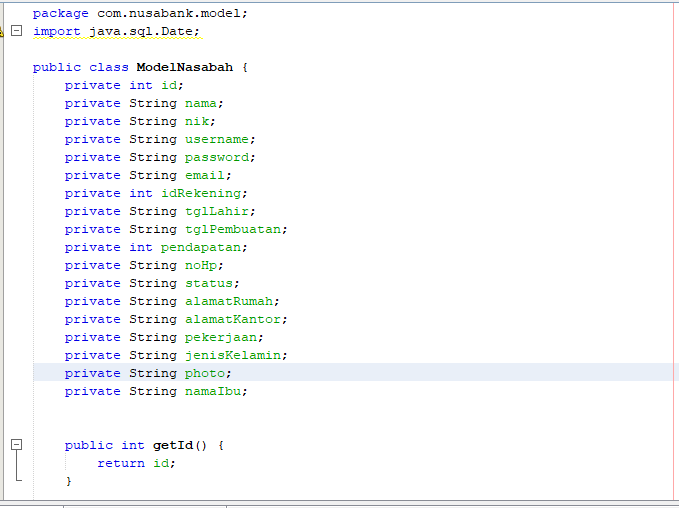 package com.nusabank.model;
import java.sql.Date;
public class ModelNasabah {
private int id;
private String nama;
private String nik;
private String username;
private String password;
private String email;
private int idRekening;
private String tglLahir;
private String tglPembuatan;
private int pendapatan;
private String noHp;
private String status;
private String alamatRumah;
private String alamatKantor;
private String pekerjaan;
private String jenisKelamin;
private String photo;
private String namaIbu;
public int getId() {
return id;
}